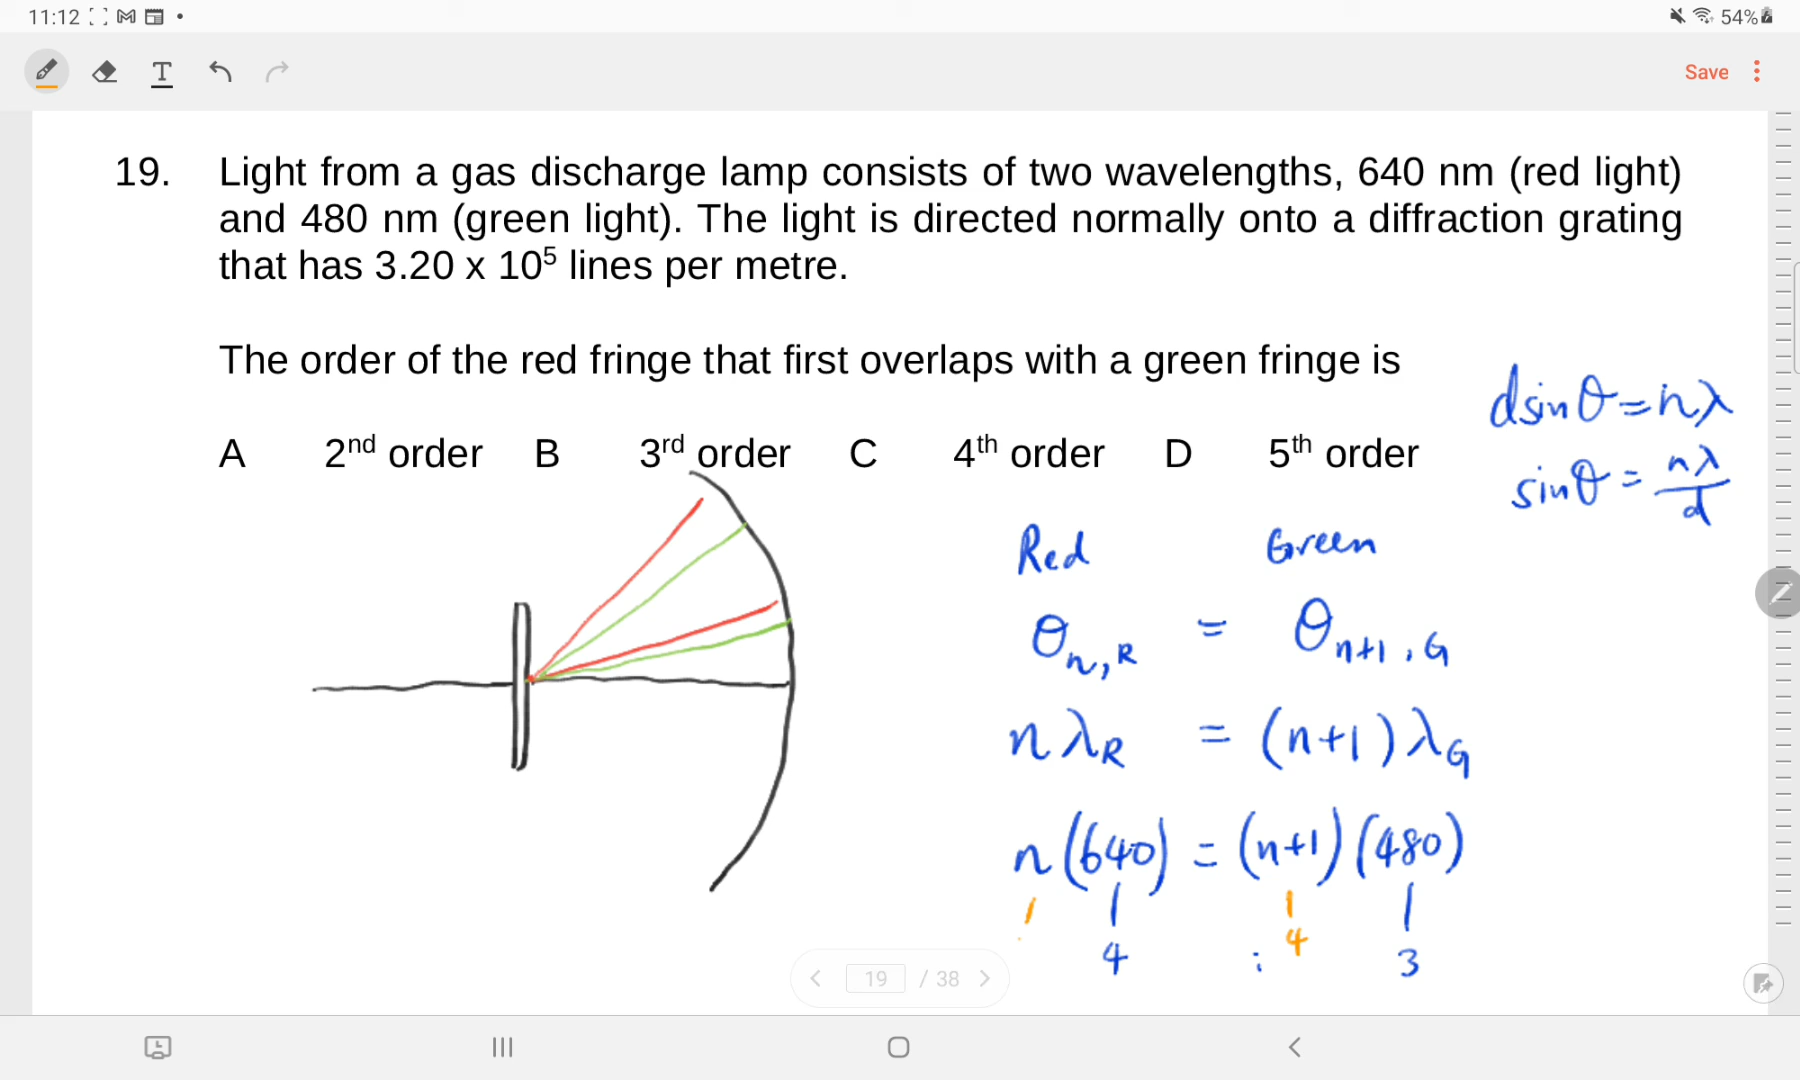 11:12
54%
Save
19. Light from a gas discharge lamp consists of two wavelengths, 640 nm (red light)
and 480 nm (green light). The light is directed normally onto a diffraction grating
that has 3.20 x 10⁵ lines per metre.
The order of the red fringe that first overlaps with a green fringe is
A 2nd order B 3rd order C 4th order D 5th order
dsinθ=nλ
sinθ = nλ/d
Red Green
θn,R = θn+1,G
nλR = (n+1)λG
n(640) = (n+1)(480)
4 : 4 3
19 / 38